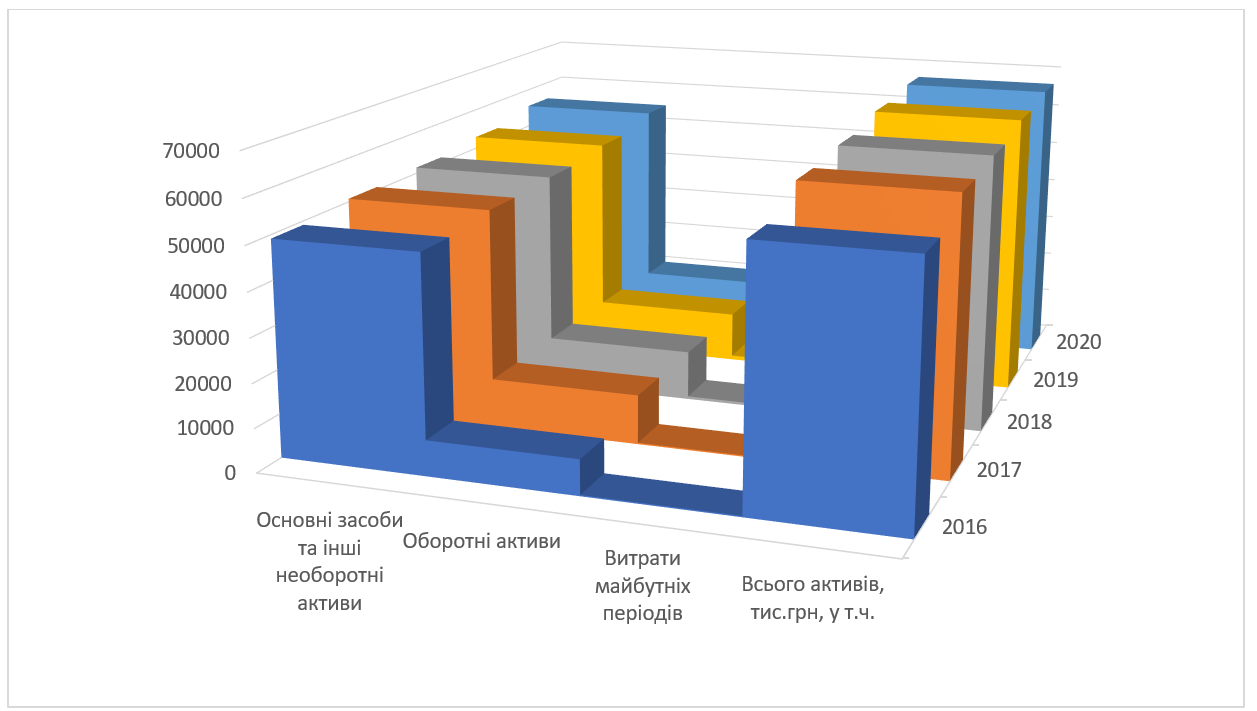 70000
60000
50000
40000
30000
20000
10000
0
Основні засоби
та інші
необоротні
активи
Оборотні активи
Витрати
майбутніх
періодів
Всього активів,
тис.грн, у т.ч.
2020
2019
2018
2017
2016